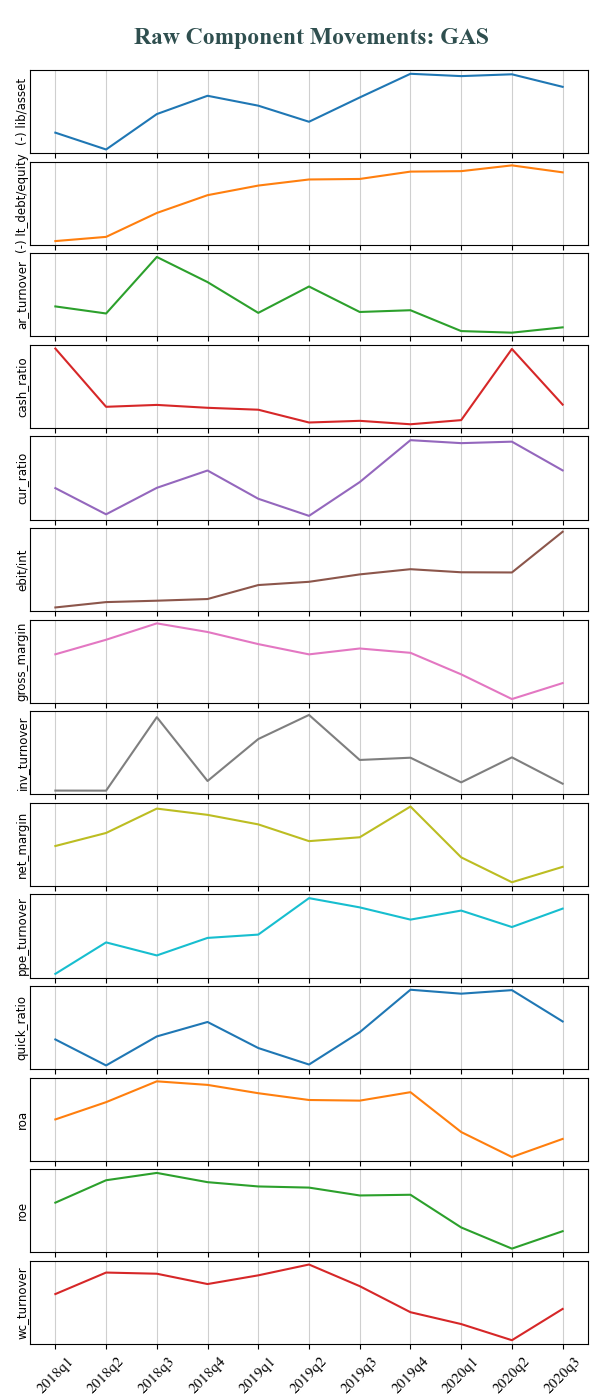 Raw Component Movements: GAS
(-) lib/asset
(-) lt_debt/equity
ar_turnover
cash_ratio
cur_ratio
ebit/int
gross_margin
inv_turnover
net_margin
ppe_turnover
quick_ratio
roa
roe
wc_turnover
2018q1 2018q2 2018q3 2018q4 2019q1 2019q2 2019q3 2019q4 2020q1 2020q2 2020q3